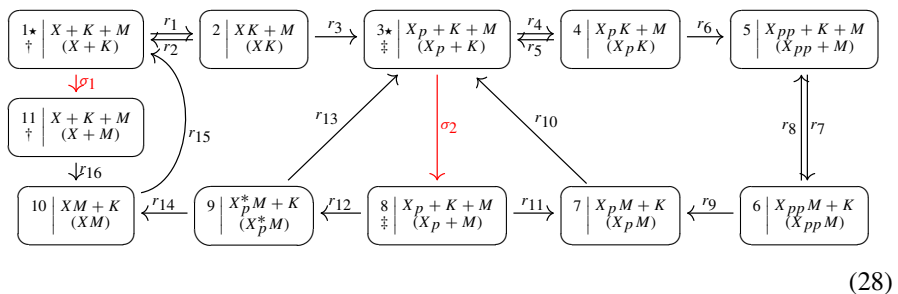 1⋆ | X + K + M
† | (X + K)
r1
r2
2 | XK + M
(XK)
r3
3⋆ | Xp + K + M
‡ | (Xp + K)
r4
r5
4 | XpK + M
(XpK)
r6
5 | Xpp + K + M
(Xpp + M)
σ1
11 | X + K + M
† | (X + M)
r15
r13
σ2
r10
r8
r7
r16
10 | XM + K
(XM)
r14
9 | X*pM + K
(X*pM)
r12
8 | Xp + K + M
‡ | (Xp + M)
r11
7 | XpM + K
(XpM)
r9
6 | XppM + K
(XppM)
(28)